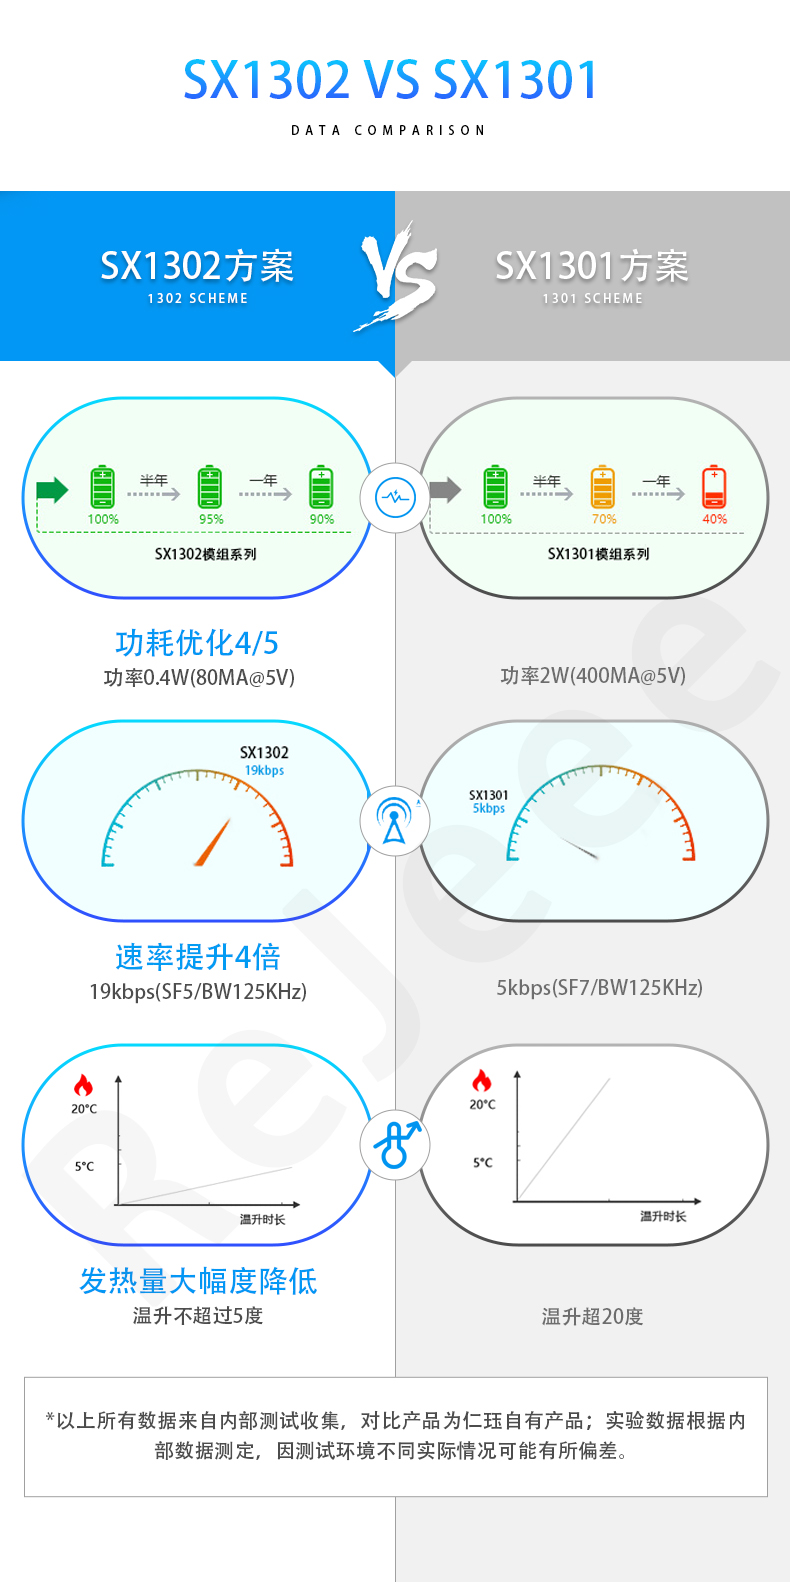 SX1302 VS SX1301
DATA COMPARISON
SX1302方案
1302 SCHEME
VS
SX1301方案
1301 SCHEME
半年
一年
100%
95%
90%
SX1302模组系列
半年
一年
100%
70%
40%
SX1301模组系列
功耗优化4/5
功率0.4W(80MA@5V)
功率2W(400MA@5V)
SX1302
19kbps
SX1301
5kbps
速率提升4倍
19kbps(SF5/BW125KHz)
5kbps(SF7/BW125KHz)
20°C
5°C
温升时长
20°C
5°C
温升时长
发热量大幅度降低
温升不超过5度
温升超20度
*以上所有数据来自内部测试收集，对比产品为仁珏自有产品；实验数据根据内
部数据测定，因测试环境不同实际情况可能有所偏差。
ReJeee